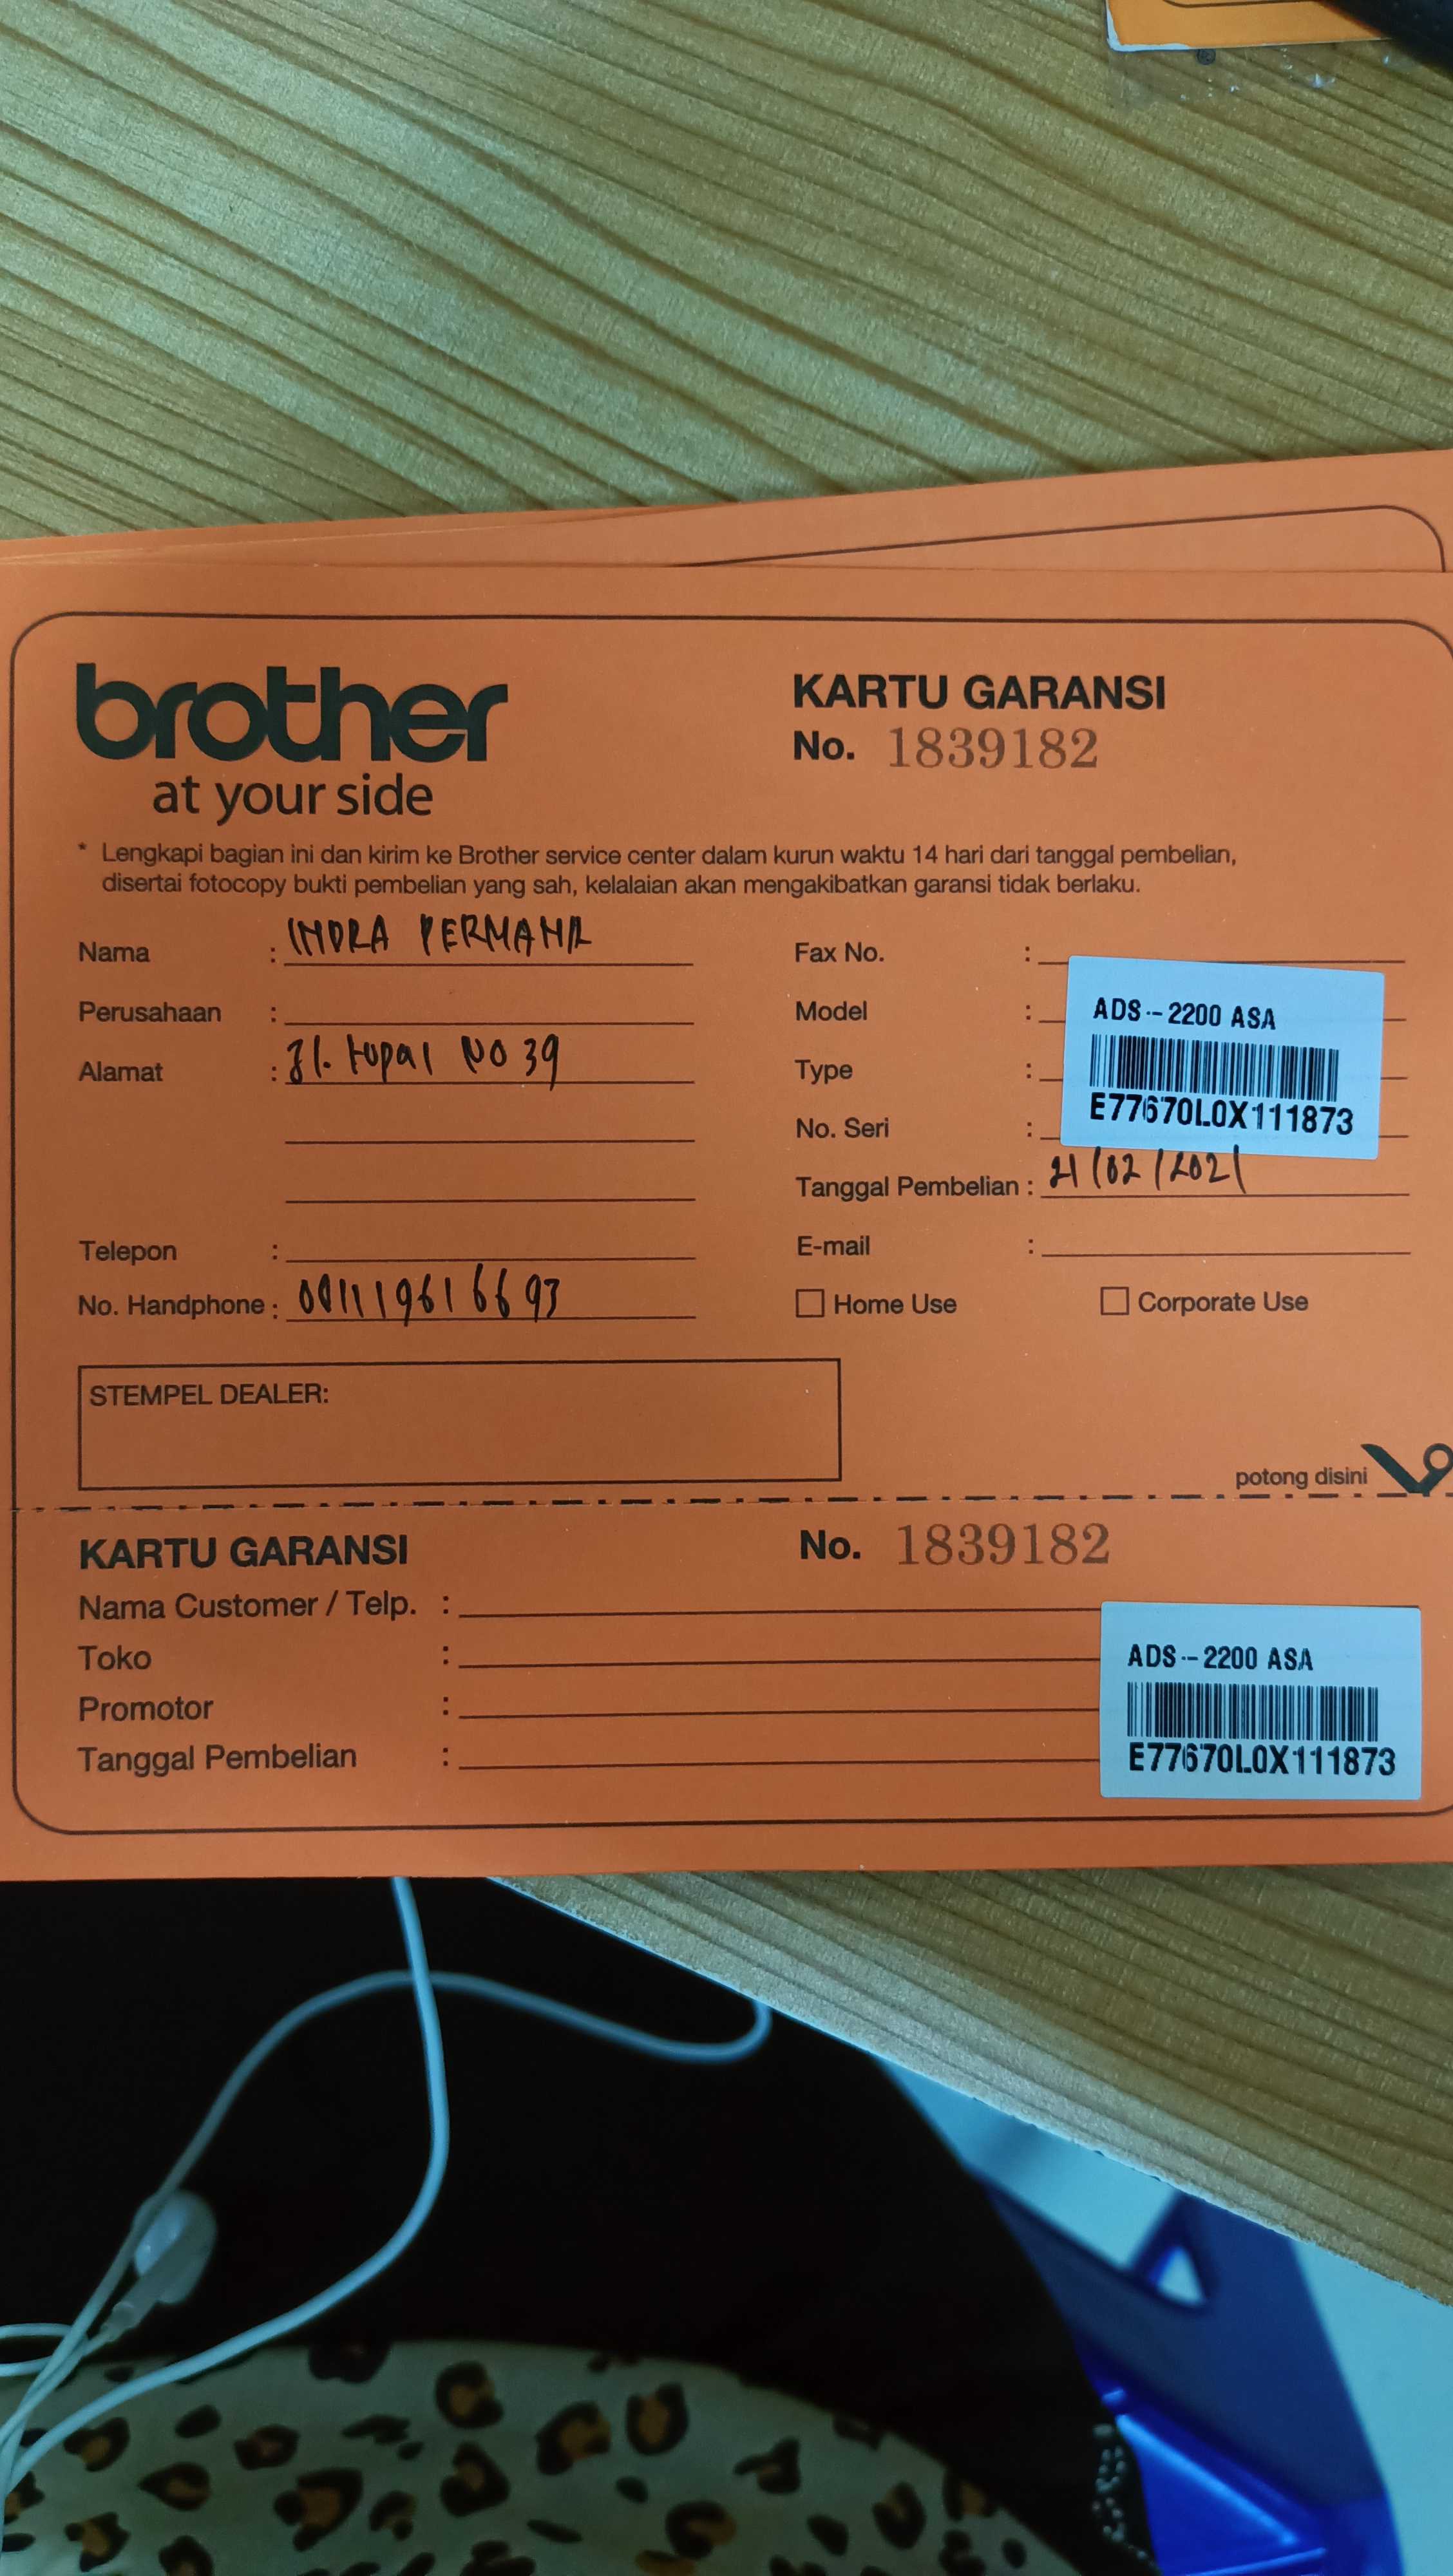 brother
at your side
KARTU GARANSI
No. 1839182
* Lengkapi bagian ini dan kirim ke Brother service center dalam kurun waktu 14 hari dari tanggal pembelian,
disertai fotocopy bukti pembelian yang sah, kelalaian akan mengakibatkan garansi tidak berlaku.
Nama : INDRA PERMANA
Perusahaan :
Alamat : Jl. topal NO 39
Telepon :
No. Handphone : 081119616693
Fax No. :
Model :
Type :
No. Seri :
ADS-2200 ASA
E77670L0X111873
Tanggal Pembelian : 21/02/2021
E-mail :
Home Use
Corporate Use
STEMPEL DEALER:
potong disini
KARTU GARANSI
No. 1839182
Nama Customer / Telp. :
Toko :
Promotor :
Tanggal Pembelian :
ADS-2200 ASA
E77670L0X111873